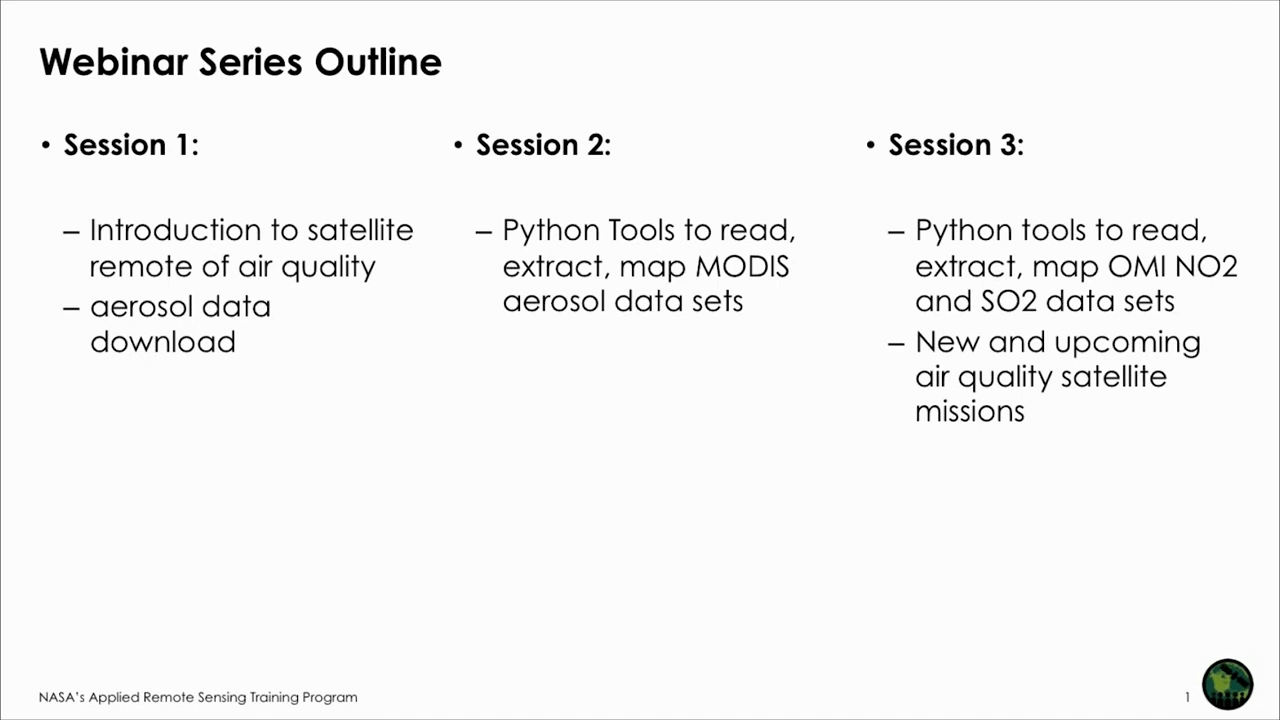 Webinar Series Outline
• Session 1:
– Introduction to satellite
remote of air quality
– aerosol data
download
• Session 2:
– Python Tools to read,
extract, map MODIS
aerosol data sets
• Session 3:
– Python tools to read,
extract, map OMI NO2
and SO2 data sets
– New and upcoming
air quality satellite
missions
NASA's Applied Remote Sensing Training Program
1